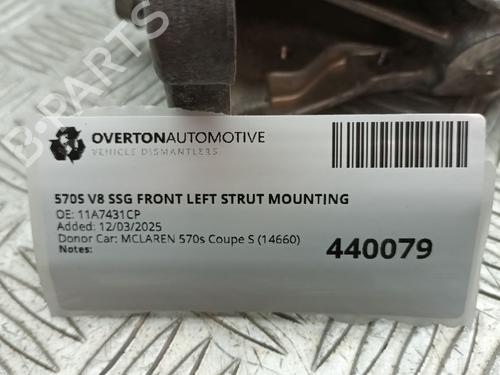 OVERTONAUTOMOTIVE
VEHICLE DISMANTLERS
570S V8 SSG FRONT LEFT STRUT MOUNTING
OE: 11A7431CP
Added: 12/03/2025
Donor Car: MCLAREN 570s Coupe S (14660)
Notes:
440079
B-PARTS